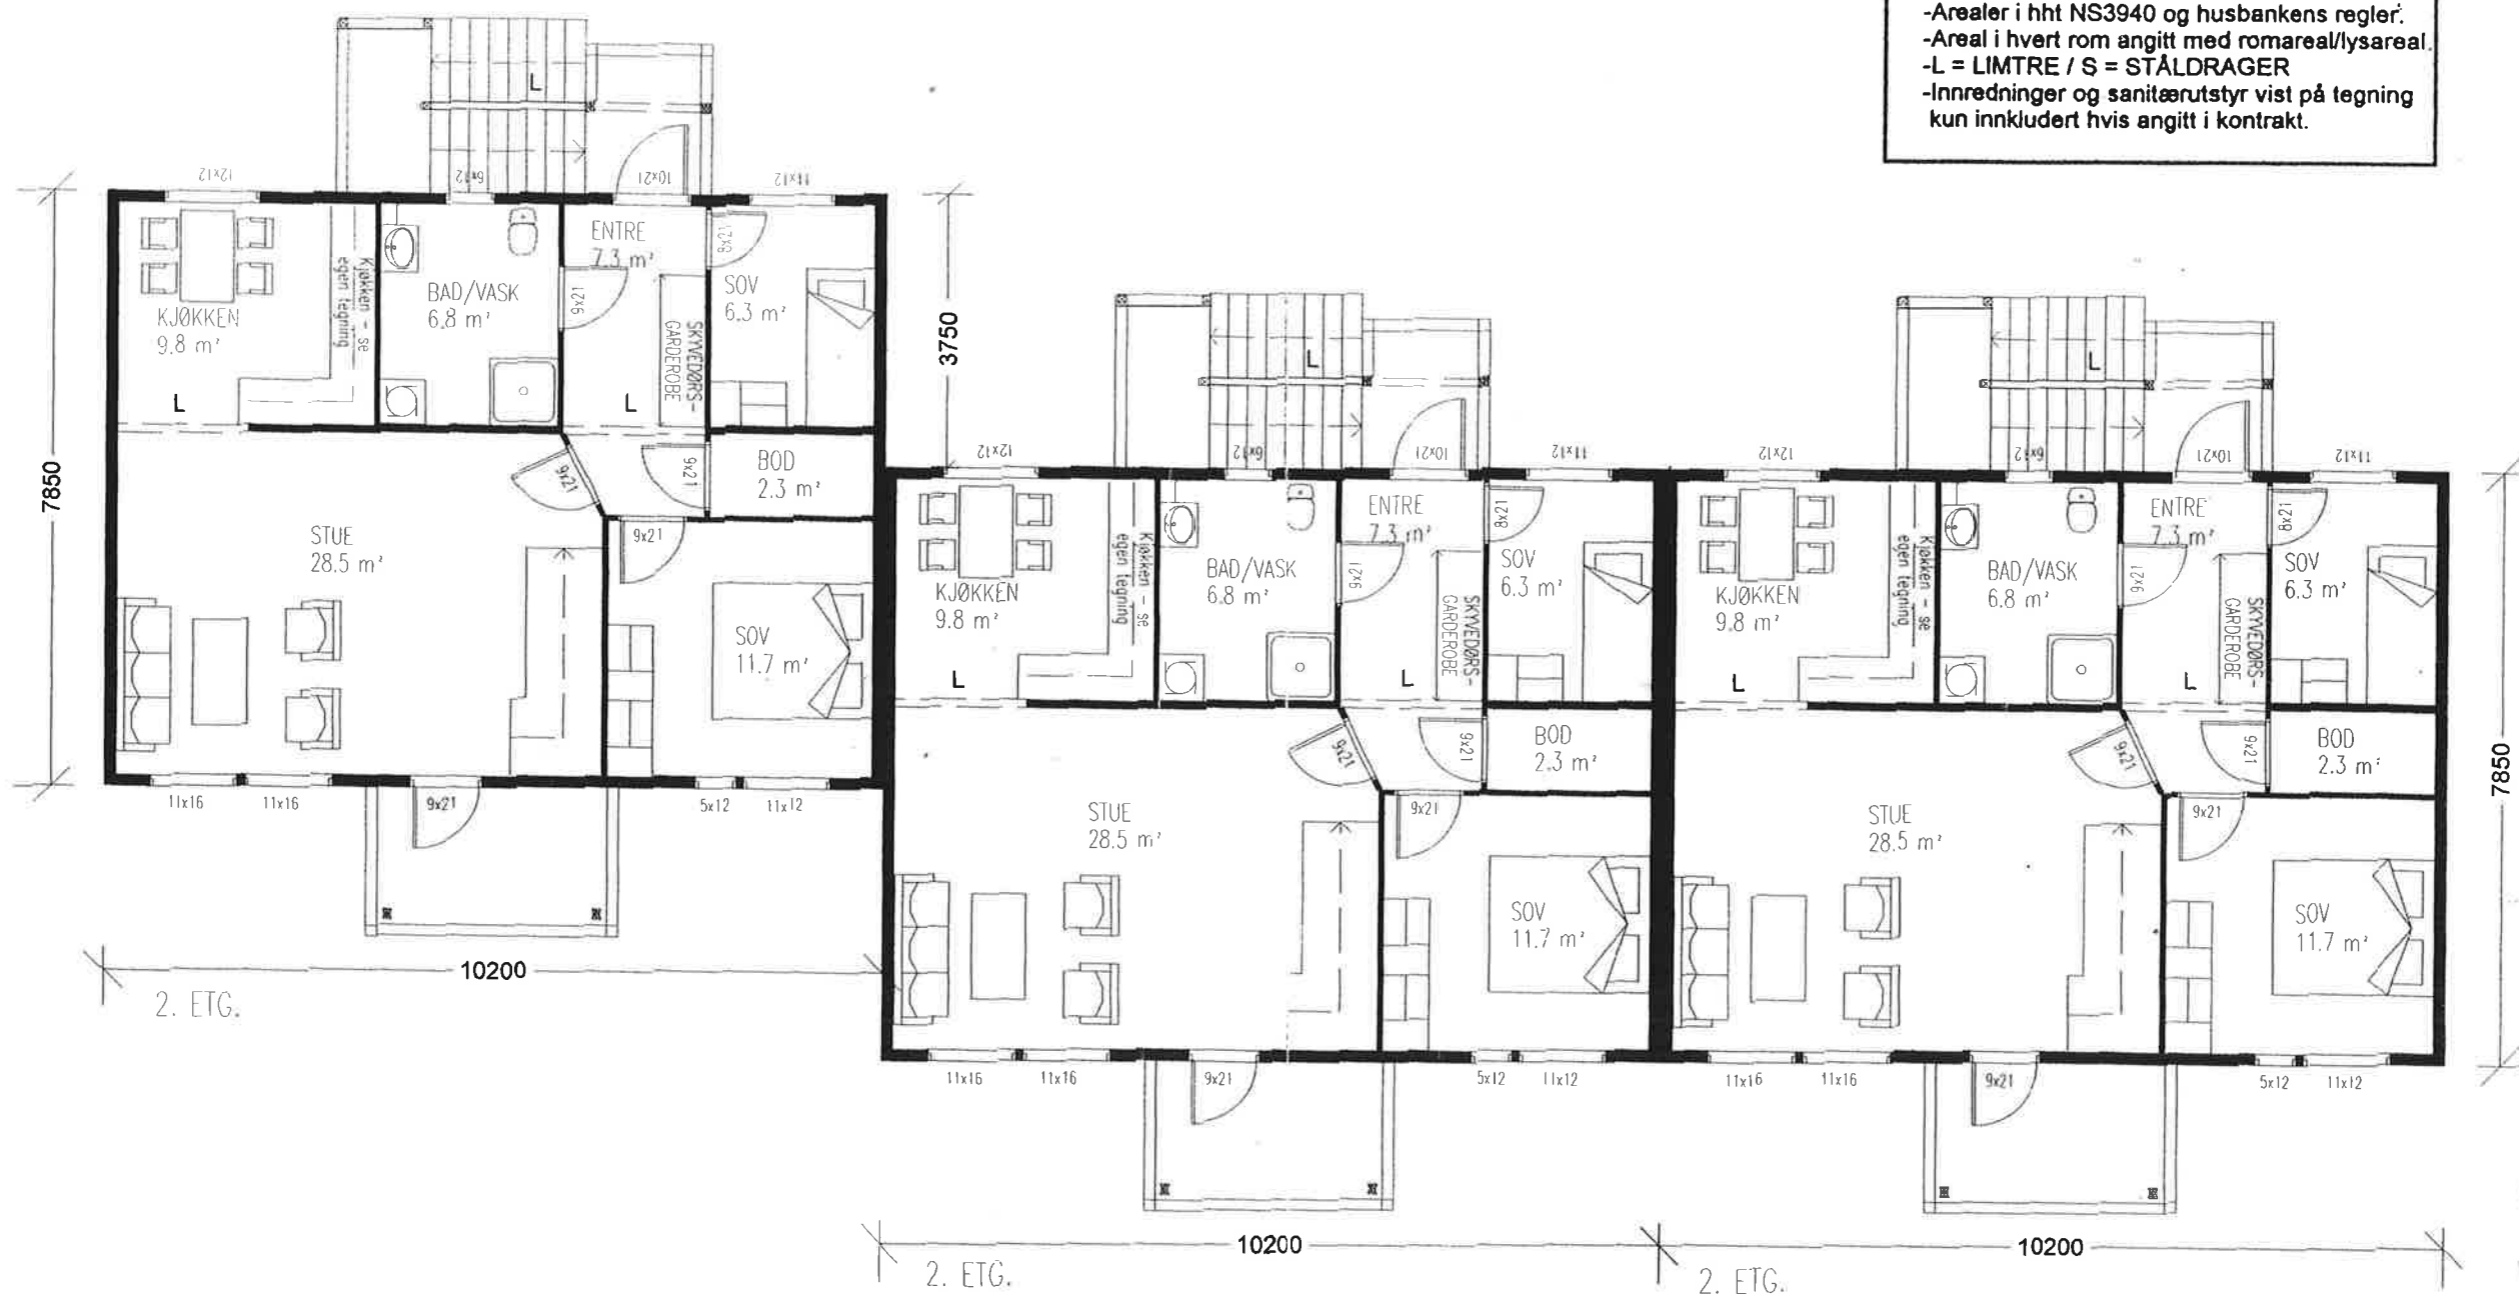 -Arealer i hht NS3940 og husbankens regler.
-Areal i hvert rom angitt med romareal/lysareal.
-L = LIMTRE / S = STÅLDRAGER
-Innredninger og sanitærutstyr vist på tegning
kun innkludert hvis angitt i kontrakt.
L
12x12
6x12
10x21
11x12
ENTRE
7.3 m²
8x21
SOV
6.3 m²
BAD/VASK
6.8 m²
9x21
KJØKKEN
9.8 m²
Kjøkken - se
egen tegning
SKYVEDØRS-
GARDEROBE
L
L
3750
7850
9x21
9x21
BOD
2.3 m²
STUE
28.5 m²
9x21
SOV
11.7 m²
11x16
11x16
9x21
5x12
11x12
10200
2. ETG.
L
12x12
6x12
10x21
11x12
ENTRE
7.3 m²
8x21
SOV
6.3 m²
BAD/VASK
6.8 m²
9x21
KJØKKEN
9.8 m²
Kjøkken - se
egen tegning
SKYVEDØRS-
GARDEROBE
L
L
9x21
9x21
BOD
2.3 m²
STUE
28.5 m²
9x21
SOV
11.7 m²
11x16
11x16
9x21
5x12
11x12
10200
2. ETG.
L
12x12
6x12
10x21
11x12
ENTRE
7.3 m²
8x21
SOV
6.3 m²
BAD/VASK
6.8 m²
9x21
KJØKKEN
9.8 m²
Kjøkken - se
egen tegning
SKYVEDØRS-
GARDEROBE
L
L
9x21
9x21
BOD
2.3 m²
7850
STUE
28.5 m²
9x21
SOV
11.7 m²
11x16
11x16
9x21
5x12
11x12
10200
2. ETG.